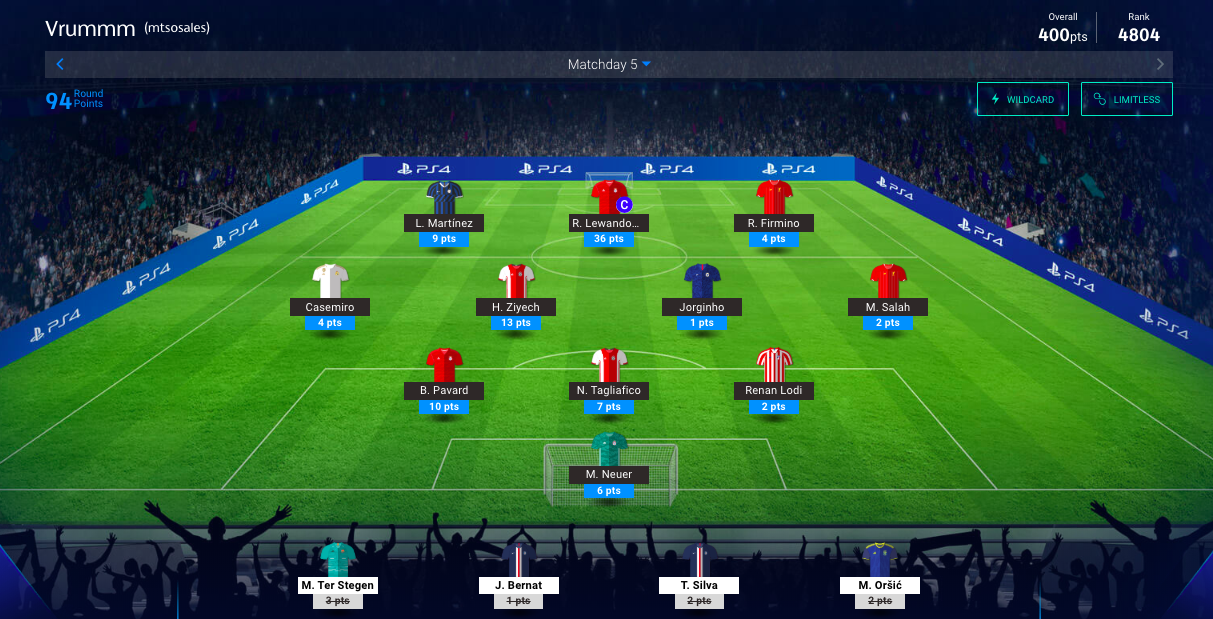 Vrummm (mtsosales)
Overall
400pts
Rank
4804
Matchday 5
94 Round Points
WILDCARD
LIMITLESS
PS4 PS4 PS4 PS4
PS4 PS4
PS4 PS4
PS4 PS4
PS4 PS4
L. Martínez R. Lewando... R. Firmino
9 pts 36 pts 4 pts
C
Casemiro H. Ziyech Jorginho M. Salah
4 pts 13 pts 1 pts 2 pts
B. Pavard N. Tagliafico Renan Lodi
10 pts 7 pts 2 pts
M. Neuer
6 pts
M. Ter Stegen J. Bernat T. Silva M. Oršić
3 pts 1 pts 2 pts 2 pts